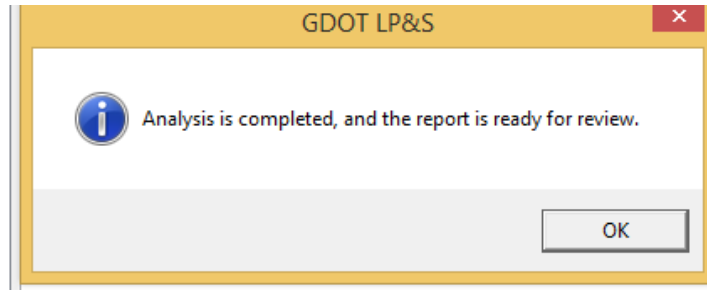 GDOT LP&S
Analysis is completed, and the report is ready for review.
OK